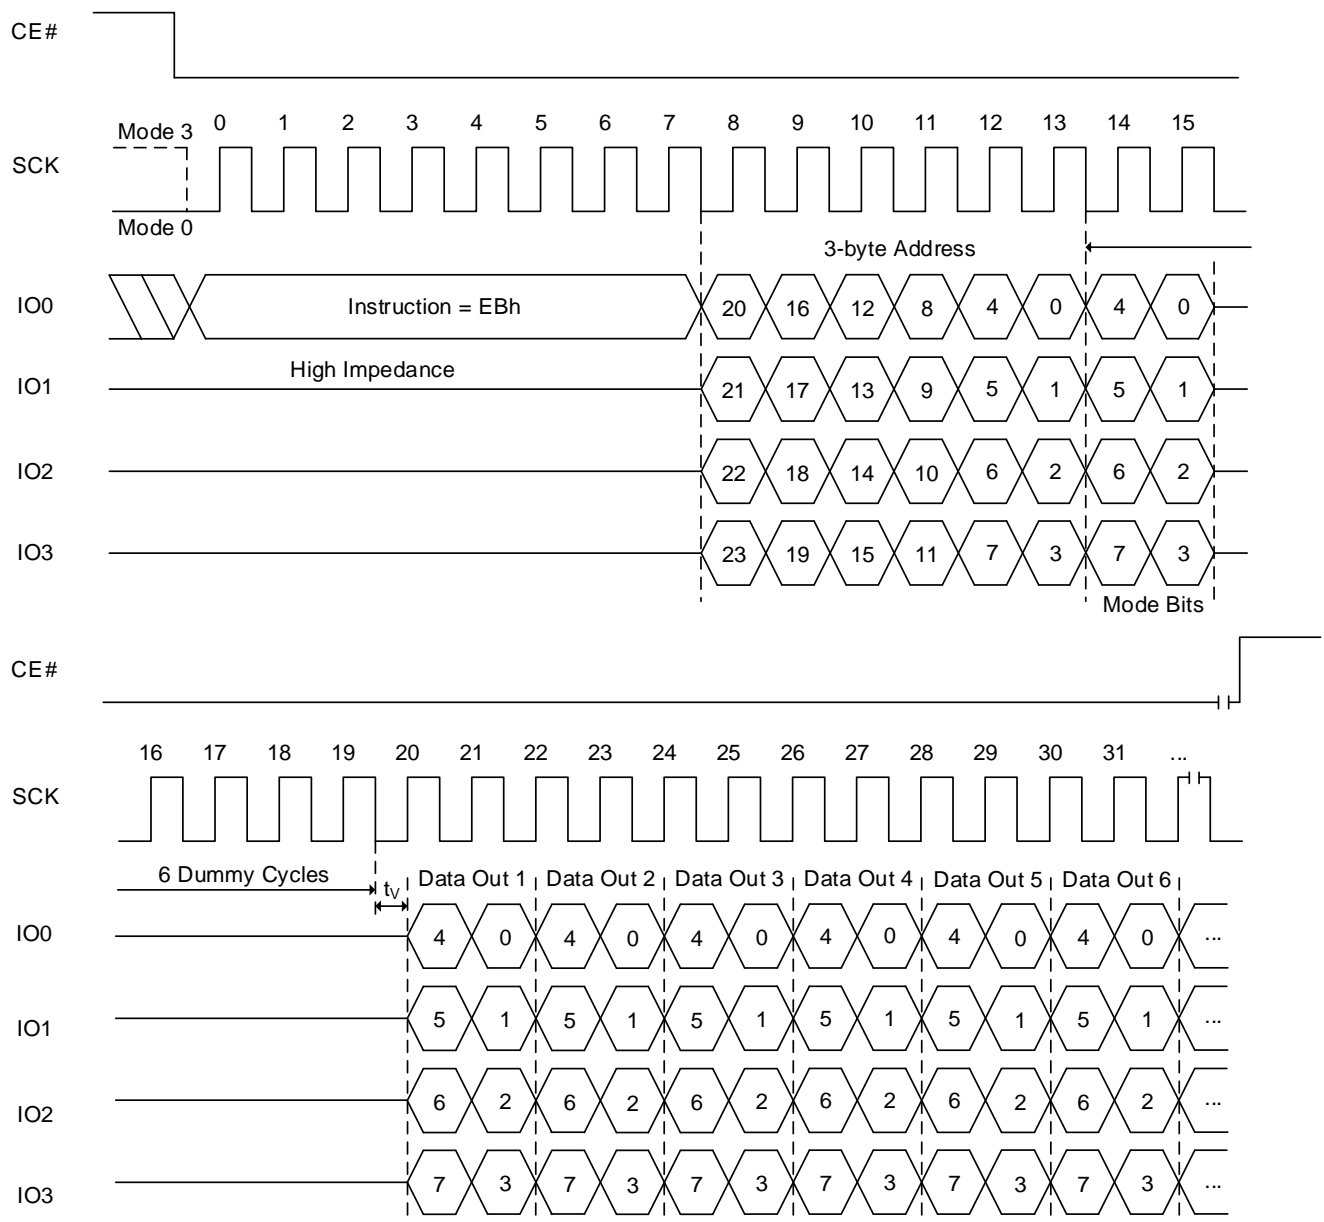 CE#
Mode 3 0 1 2 3 4 5 6 7 8 9 10 11 12 13 14 15
SCK
Mode 0
3-byte Address
IO0 Instruction = EBh 20 16 12 8 4 0 4 0
High Impedance
IO1 21 17 13 9 5 1 5 1
IO2 22 18 14 10 6 2 6 2
IO3 23 19 15 11 7 3 7 3
Mode Bits
CE#
16 17 18 19 20 21 22 23 24 25 26 27 28 29 30 31 ...
SCK
6 Dummy Cycles tV Data Out 1 Data Out 2 Data Out 3 Data Out 4 Data Out 5 Data Out 6
IO0 4 0 4 0 4 0 4 0 4 0 4 0 ...
IO1 5 1 5 1 5 1 5 1 5 1 5 1 ...
IO2 6 2 6 2 6 2 6 2 6 2 6 2 ...
IO3 7 3 7 3 7 3 7 3 7 3 7 3 ...